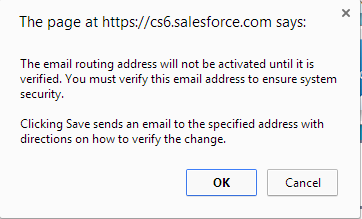 The page at https://cs6.salesforce.com says:
The email routing address will not be activated until it is
verified. You must verify this email address to ensure system
security.
Clicking Save sends an email to the specified address with
directions on how to verify the change.
OK
Cancel